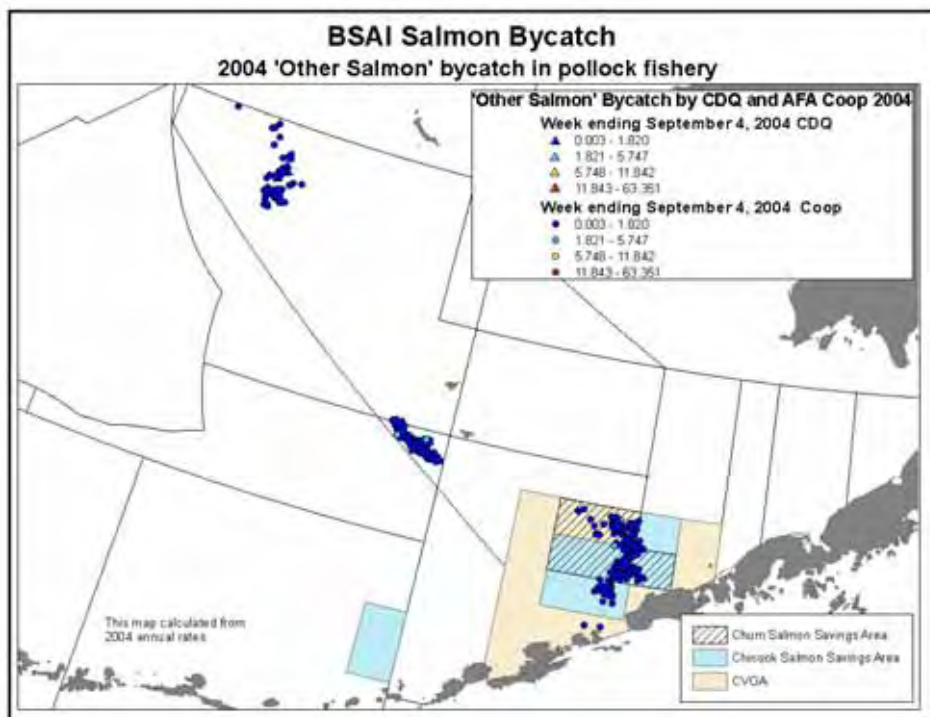 BSAI Salmon Bycatch
2004 'Other Salmon' bycatch in pollock fishery
'Other Salmon' Bycatch by CDQ and AFA Coop 2004
Week ending September 4, 2004 CDQ
0.003 - 1.820
1.821 - 5.747
5.748 - 11.842
11.843 - 63.351
Week ending September 4, 2004 Coop
0.003 - 1.820
1.821 - 5.747
5.748 - 11.842
11.843 - 63.351
This map calculated from
2004 annual rates
Chum Salmon Savings Area
Chinook Salmon Savings Area
CVOA